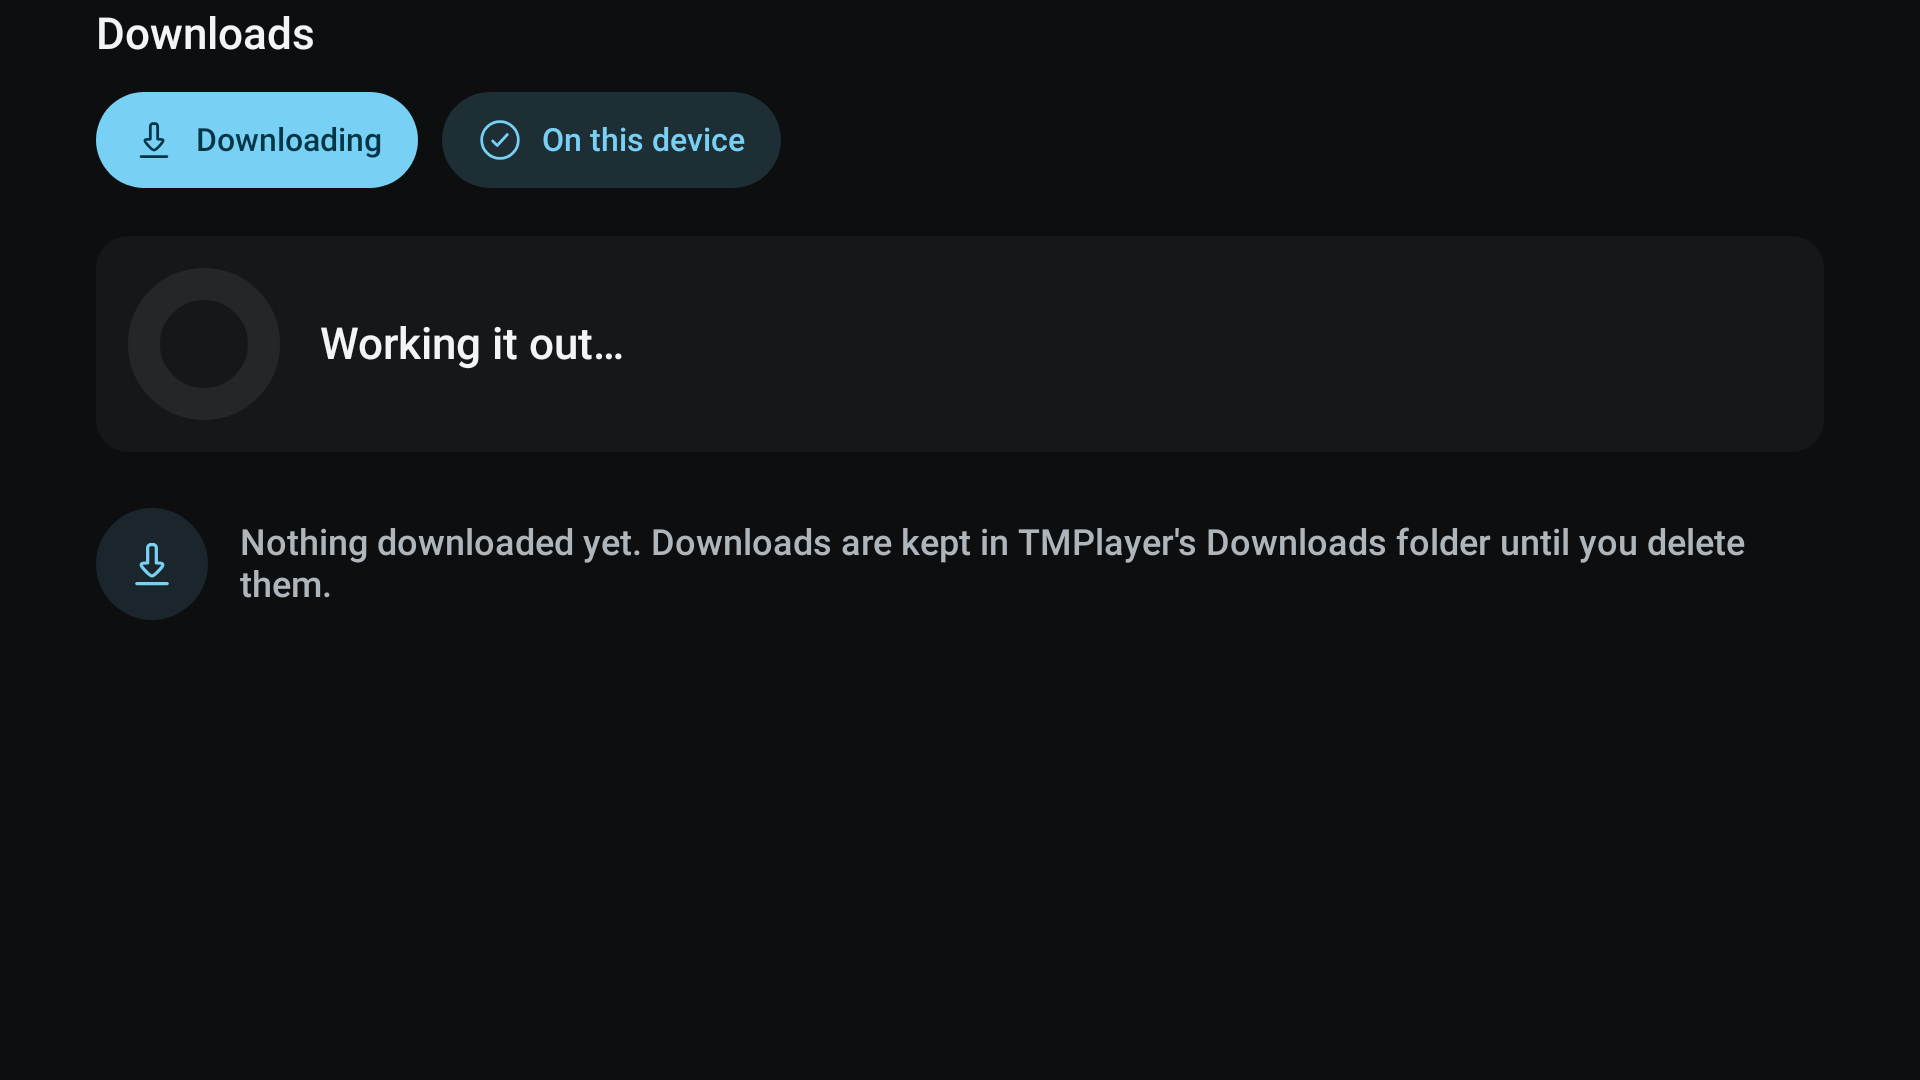 Downloads
Downloading
On this device
Working it out...
Nothing downloaded yet. Downloads are kept in TMPlayer's Downloads folder until you delete
them.